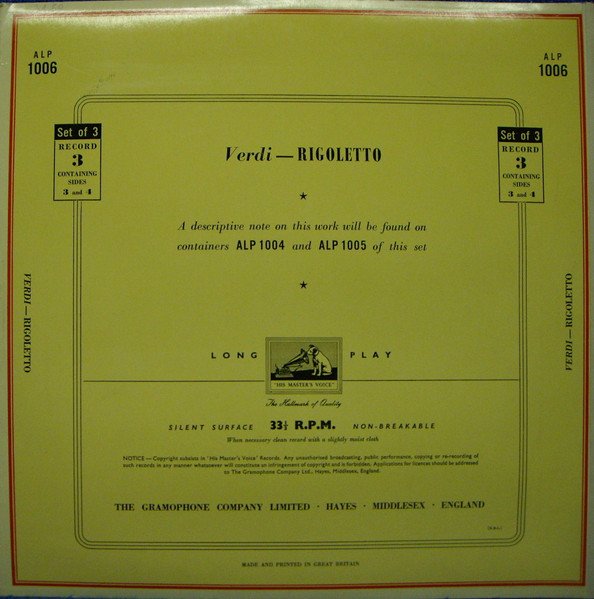 ALP
1006
ALP
1006
Set of 3
RECORD
3
CONTAINING
SIDES
3 and 4
Set of 3
RECORD
3
CONTAINING
SIDES
3 and 4
Verdi — RIGOLETTO
A descriptive note on this work will be found on
containers ALP 1004 and ALP 1005 of this set
VERDI — RIGOLETTO
VERDI — RIGOLETTO
LONG PLAY
"HIS MASTER'S VOICE"
The Hallmark of Quality
SILENT SURFACE 33⅓ R.P.M. NON-BREAKABLE
When necessary clean record with a slightly moist cloth
NOTICE — Copyright subsists in 'His Master's Voice' Records. Any unauthorised broadcasting, public performance, copying or re-recording of
such records in any manner whatsoever will constitute an infringement of copyright and is forbidden. Applications for licences should be addressed
to The Gramophone Company Ltd., Hayes, Middlesex, England.
THE GRAMOPHONE COMPANY LIMITED · HAYES · MIDDLESEX · ENGLAND
MADE AND PRINTED IN GREAT BRITAIN